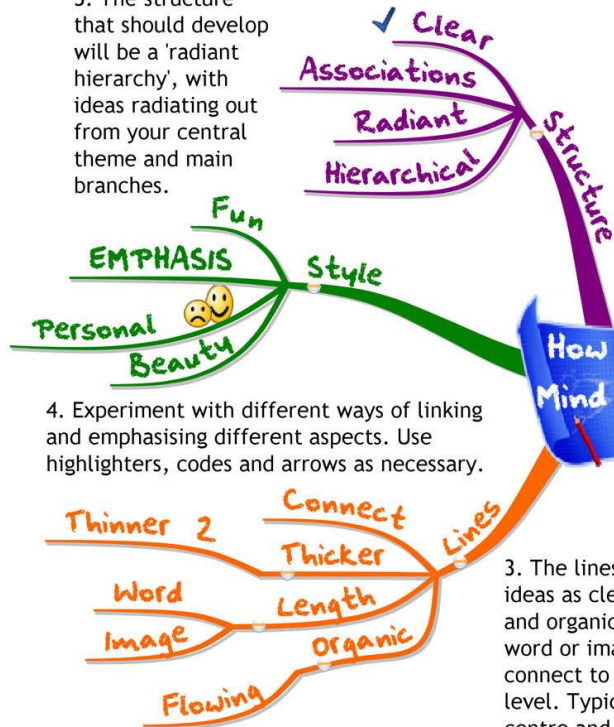 5. The structure
that should develop
will be a 'radiant
hierarchy', with
ideas radiating out
from your central
theme and main
branches.
Clear
Associations
Radiant
Hierarchical
Structure
Fun
EMPHASIS
Personal
Beauty
Style
How
Mind
4. Experiment with different ways of linking
and emphasising different aspects. Use
highlighters, codes and arrows as necessary.
Connect
Thinner 2
Thicker
Lines
Word
Length
Image
Organic
Flowing
3. The lines
ideas as
and organic
word or
connect to
level.
centre and